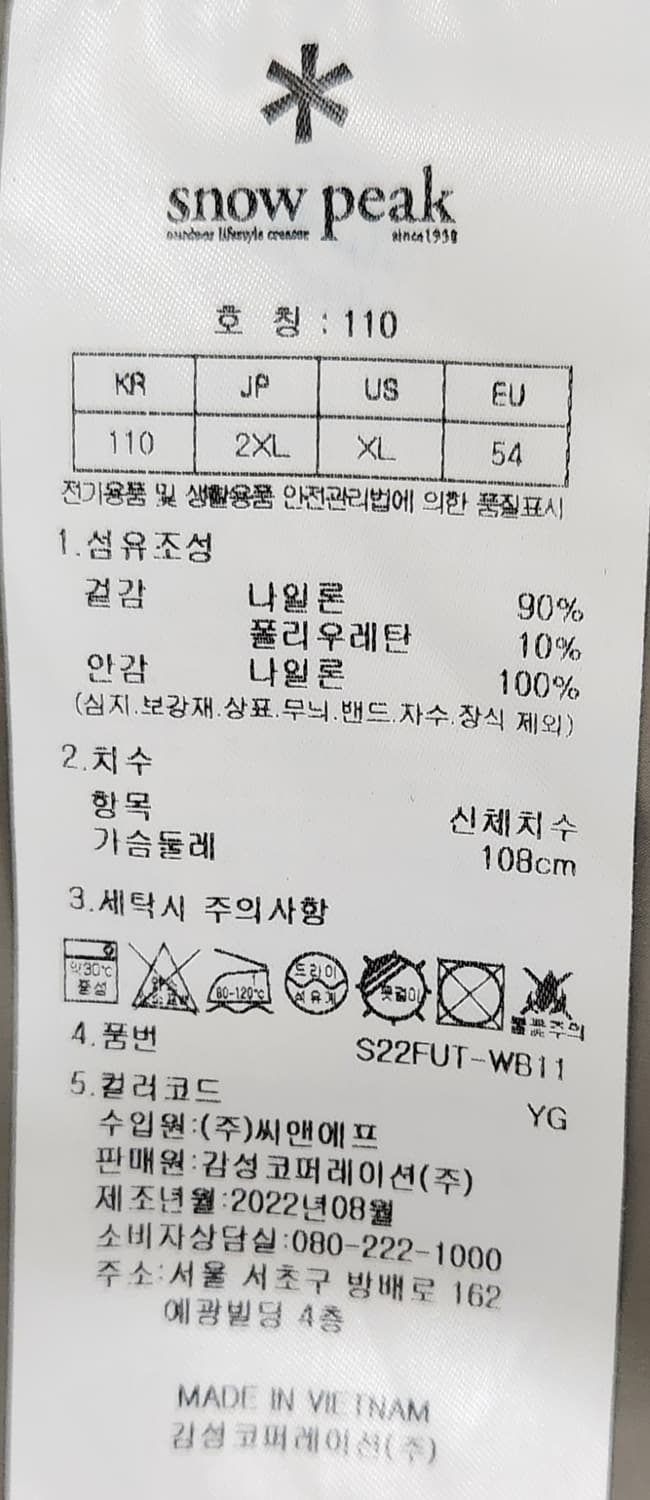 snow peak
outdoor lifestyle creator since1958
호 칭 : 110
KR JP US EU
110 2XL XL 54
전기용품 및 생활용품 안전관리법에 의한 품질표시
1.섬유조성
겉감 나일론 90%
폴리우레탄 10%
안감 나일론 100%
(심지.보강재.상표.무늬.밴드.자수.장식 제외)
2.치수
항목 신체치수
가슴둘레 108cm
3.세탁시 주의사항
약30℃ 중성
80-120℃
드라이 석유계
옷걸이
주의
4.품번 S22FUT-WB11
5.컬러코드 YG
수입원:(주)씨앤에프
판매원:감성코퍼레이션(주)
제조년월:2022년08월
소비자상담실:080-222-1000
주소:서울 서초구 방배로 162
예광빌딩 4층
MADE IN VIETNAM
감성코퍼레이션(주)